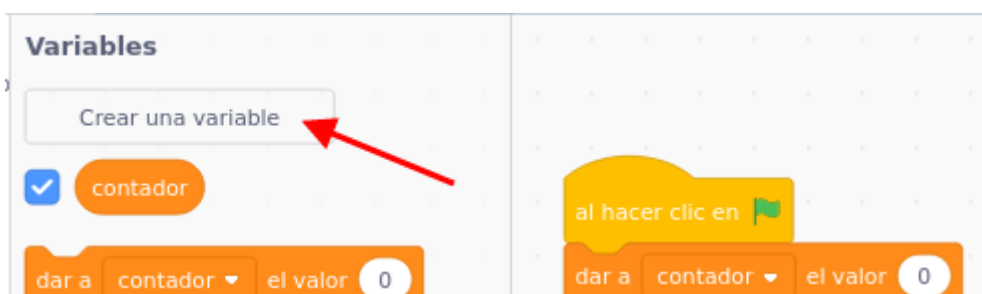 Variables
Crear una variable
contador
dar a contador el valor 0
al hacer clic en
dar a contador el valor 0